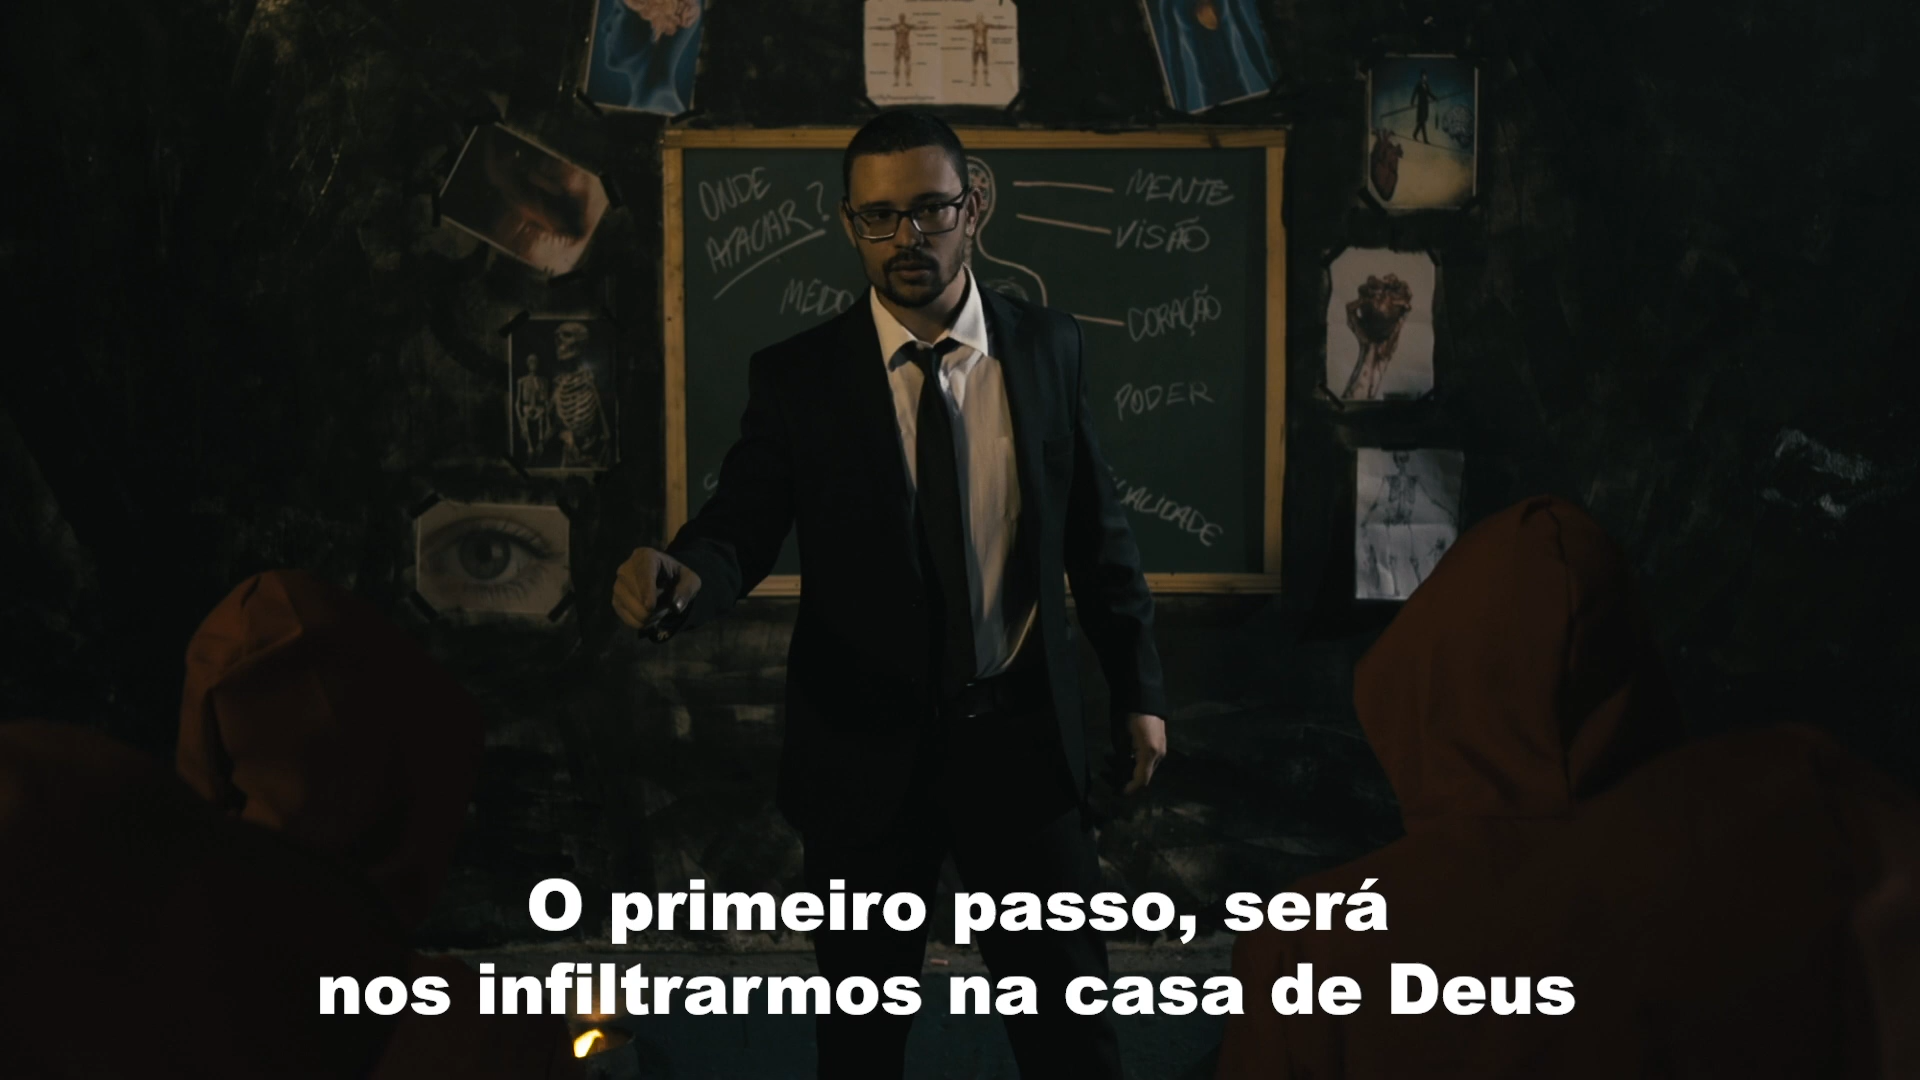 ONDE
ATACAR?
MEDO
MENTE
VISÃO
CORAÇÃO
PODER
O primeiro passo, será
nos infiltrarmos na casa de Deus